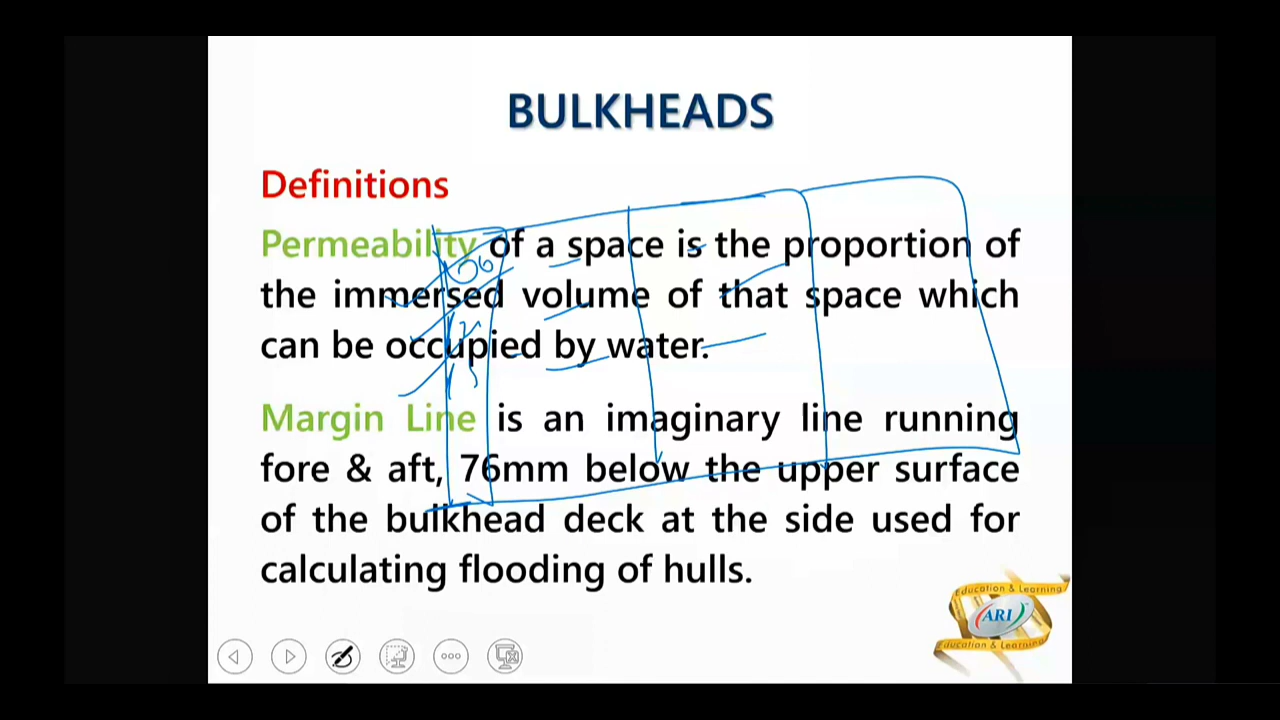 BULKHEADS
Definitions
Permeability of a space is the proportion of
the immersed volume of that space which
can be occupied by water.
Margin Line is an imaginary line running
fore & aft, 76mm below the upper surface
of the bulkhead deck at the side used for
calculating flooding of hulls.
Education & Learning
ARI
Education & Learning